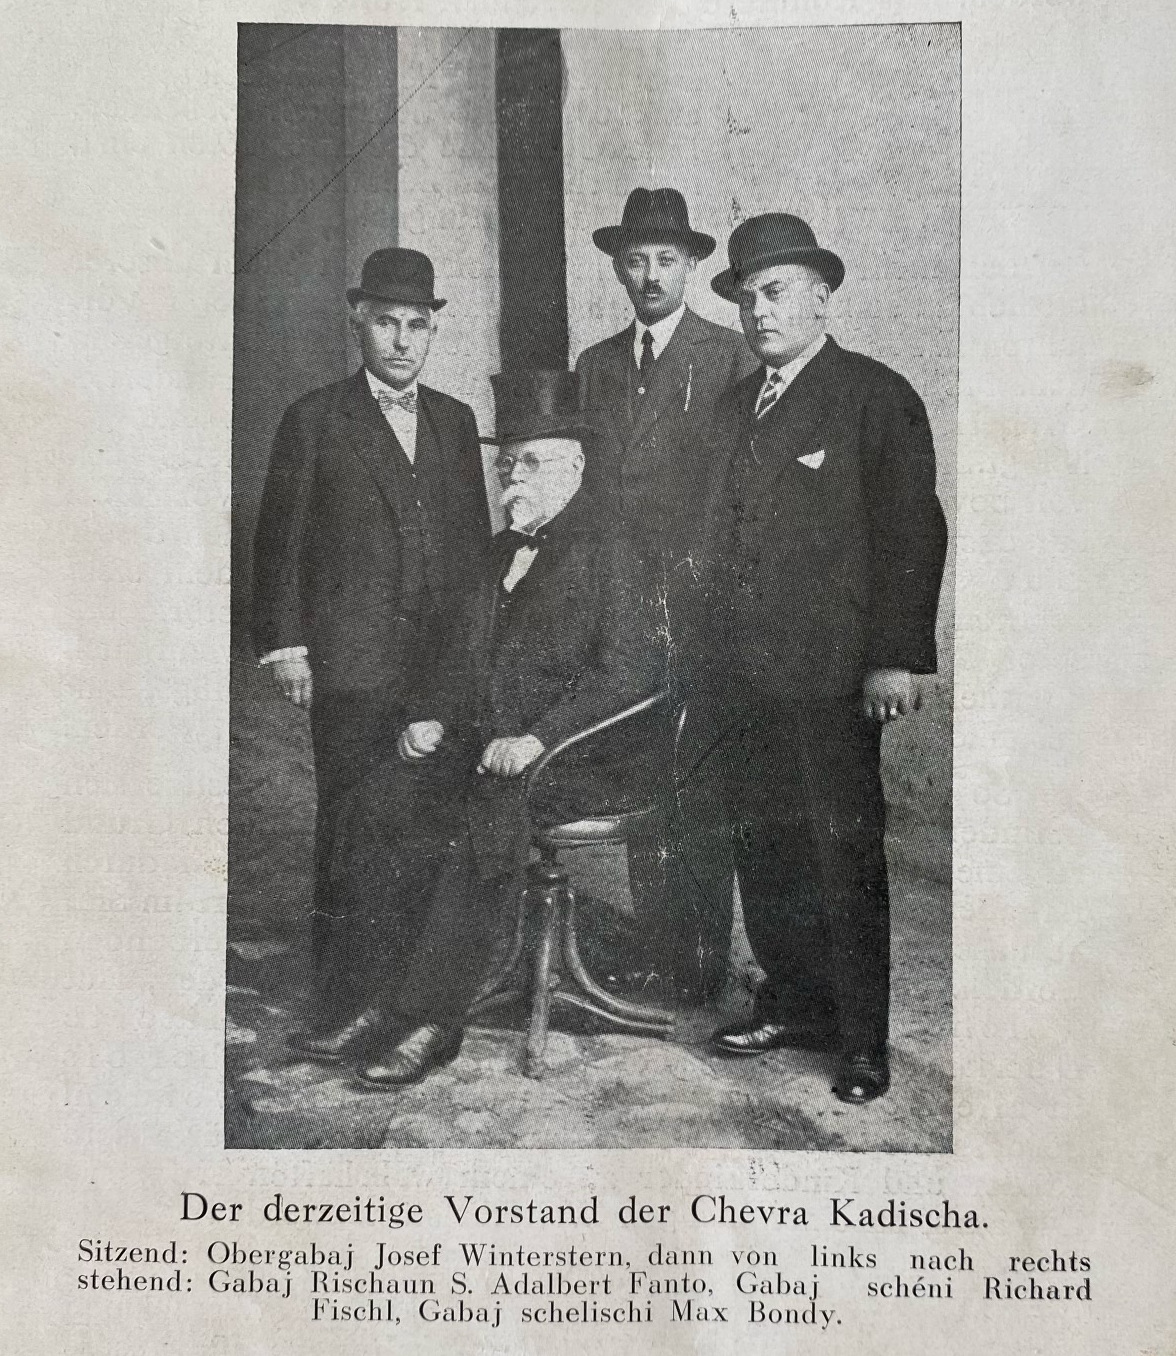 Der derzeitige Vorstand der Chevra Kadischa.
Sitzend: Obergabaj Josef Winterstern, dann von links nach rechts
stehend: Gabaj Rischaun S. Adalbert Fanto, Gabaj schéni Richard
Fischl, Gabaj schelischi Max Bondy.